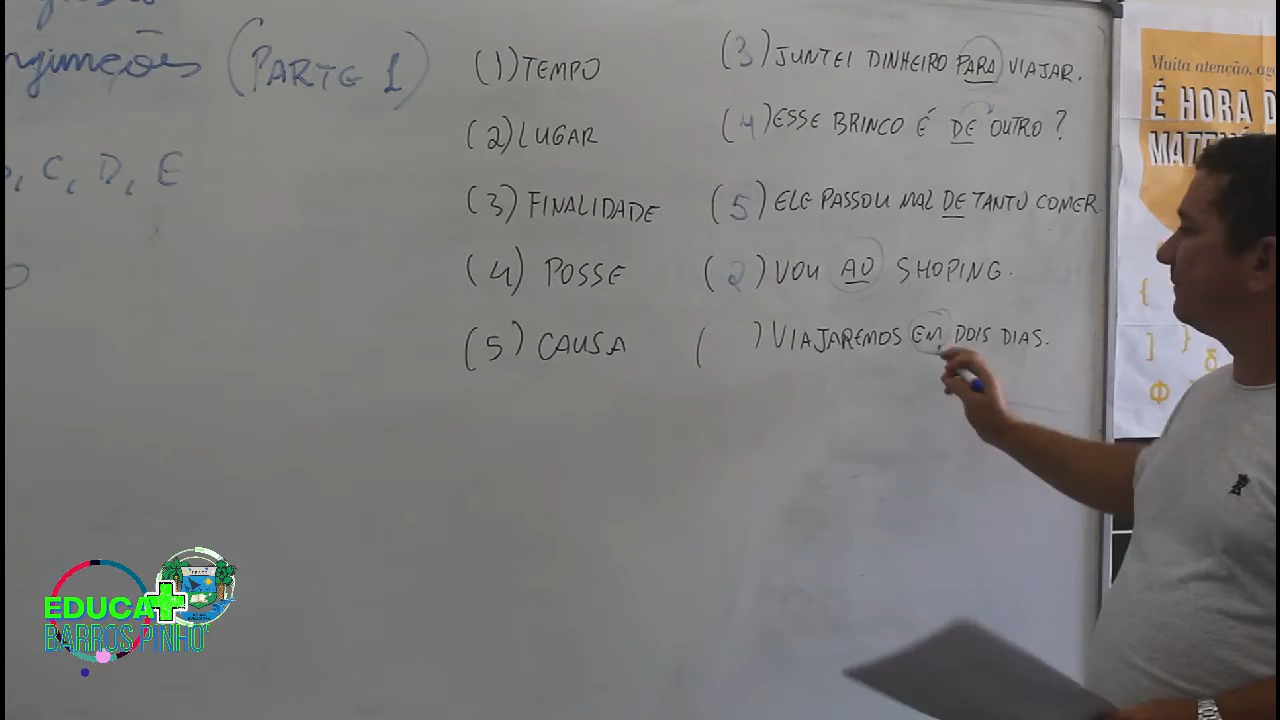 (PARTE 1)
, C, D, E
(1) TEMPO
(2) LUGAR
(3) FINALIDADE
(4) POSSE
(5) CAUSA
(3) JUNTEI DINHEIRO PARA VIAJAR.
(4) ESSE BRINCO É DE OUTRO?
(5) ELE PASSOU MAL DE TANTO COMER.
(2) VOU AO SHOPING.
( ) VIAJAREMOS EM DOIS DIAS.
Muita atenção,
É HORA
EDUCA+
BARROS PINHO